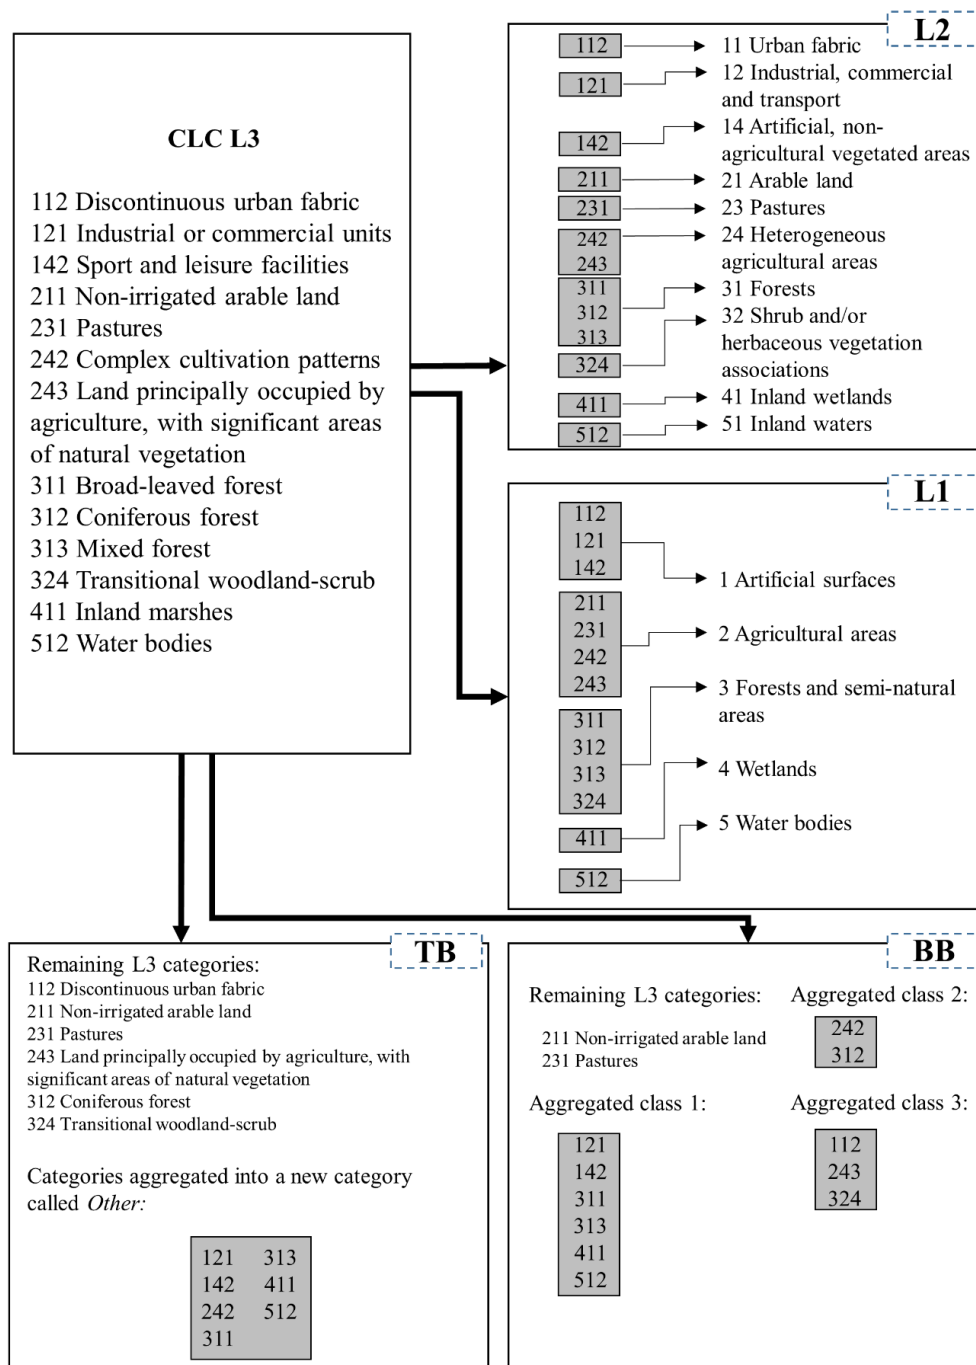 CLC L3
112 Discontinuous urban fabric
121 Industrial or commercial units
142 Sport and leisure facilities
211 Non-irrigated arable land
231 Pastures
242 Complex cultivation patterns
243 Land principally occupied by
agriculture, with significant areas
of natural vegetation
311 Broad-leaved forest
312 Coniferous forest
313 Mixed forest
324 Transitional woodland-scrub
411 Inland marshes
512 Water bodies
L2
112 11 Urban fabric
121 12 Industrial, commercial
and transport
142 14 Artificial, non-
agricultural vegetated areas
211 21 Arable land
231 23 Pastures
242 24 Heterogeneous
243 agricultural areas
311 31 Forests
312
313
324 32 Shrub and/or
herbaceous vegetation
associations
411 41 Inland wetlands
512 51 Inland waters
L1
112
121
142
1 Artificial surfaces
211
231
242
243
2 Agricultural areas
311
312
313
324
3 Forests and semi-natural
areas
411
4 Wetlands
512
5 Water bodies
TB
Remaining L3 categories:
112 Discontinuous urban fabric
211 Non-irrigated arable land
231 Pastures
243 Land principally occupied by agriculture, with
significant areas of natural vegetation
312 Coniferous forest
324 Transitional woodland-scrub
Categories aggregated into a new category
called Other:
121 313
142 411
242 512
311
BB
Remaining L3 categories:
211 Non-irrigated arable land
231 Pastures
Aggregated class 1:
121
142
311
313
411
512
Aggregated class 2:
242
312
Aggregated class 3:
112
243
324